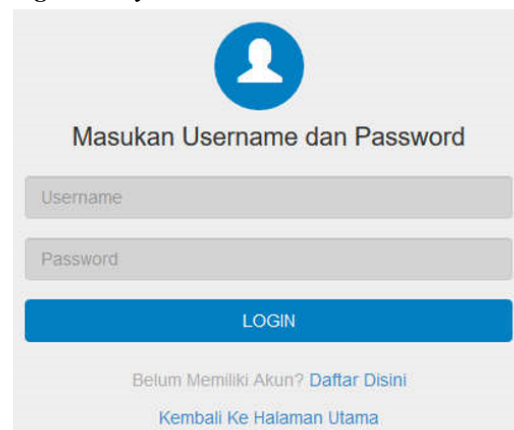 Masukan Username dan Password
Username
Password
LOGIN
Belum Memiliki Akun? Daftar Disini
Kembali Ke Halaman Utama